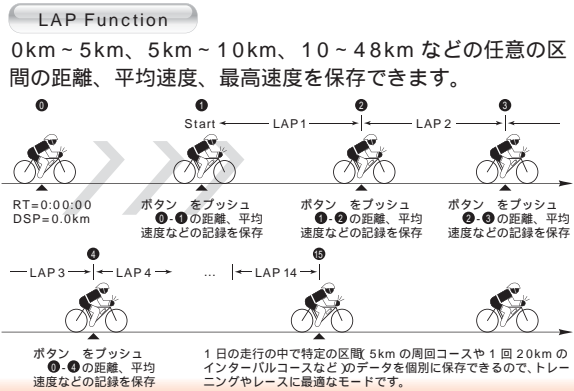 LAP Function
0km ~ 5km、5km ~ 10km、10 ~ 48km などの任意の区
間の距離、平均速度、最高速度を保存できます。
0 1 2 3
Start LAP1 LAP 2
RT=0:00:00
DSP=0.0km
ボタン をプッシュ
0-1の距離、平均
速度などの記録を保存
ボタン をプッシュ
1-2の距離、平均
速度などの記録を保存
ボタン をプッシュ
2-3の距離、平均
速度などの記録を保存
4 15
LAP 3 LAP 4 … LAP 14
ボタン をプッシュ
0-4の距離、平均
速度などの記録を保存
1 日の走行の中で特定の区間( 5km の周回コースや 1 回 20km の
インターバルコースなど )のデータを個別に保存できるので、トレー
ニングやレースに最適なモードです。